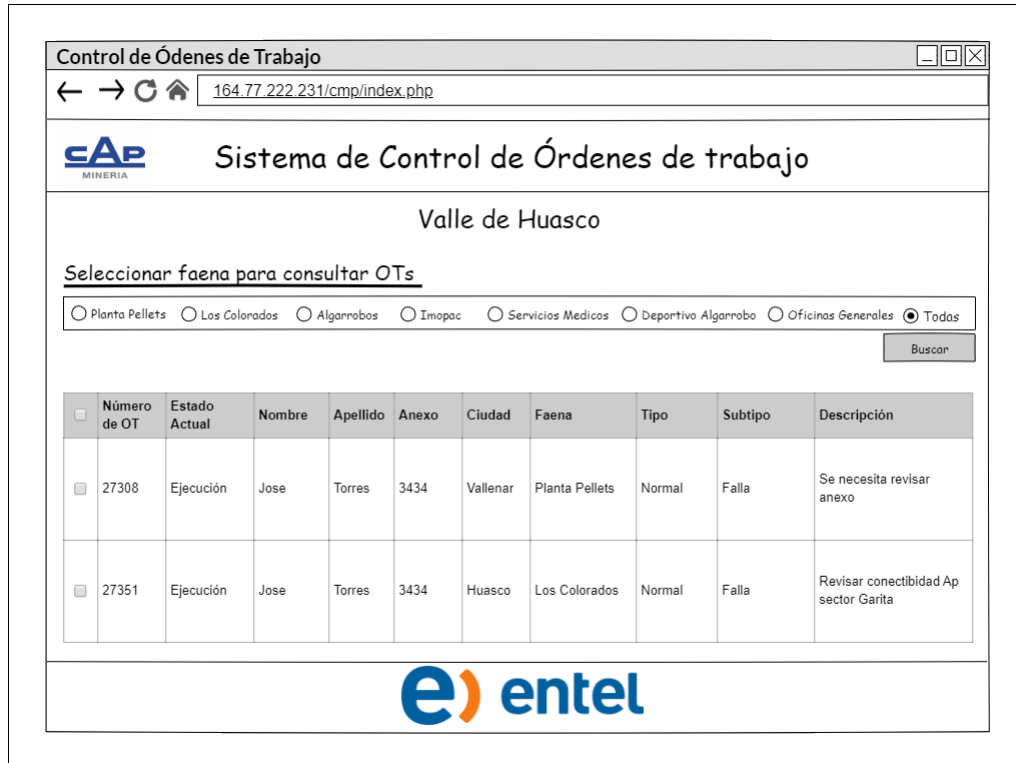 Control de Ódenes de Trabajo
164.77.222.231/cmp/index.php
CAP
MINERIA
Sistema de Control de Órdenes de trabajo
Valle de Huasco
Seleccionar faena para consultar OTs
Planta Pellets Los Colorados Algarrobos Imopac Servicios Medicos Deportivo Algarrobo Oficinas Generales Todas
Buscar
Número de OT Estado Actual Nombre Apellido Anexo Ciudad Faena Tipo Subtipo Descripción
27308 Ejecución Jose Torres 3434 Vallenar Planta Pellets Normal Falla Se necesita revisar anexo
27351 Ejecución Jose Torres 3434 Huasco Los Colorados Normal Falla Revisar conectibidad Ap sector Garita
e) entel